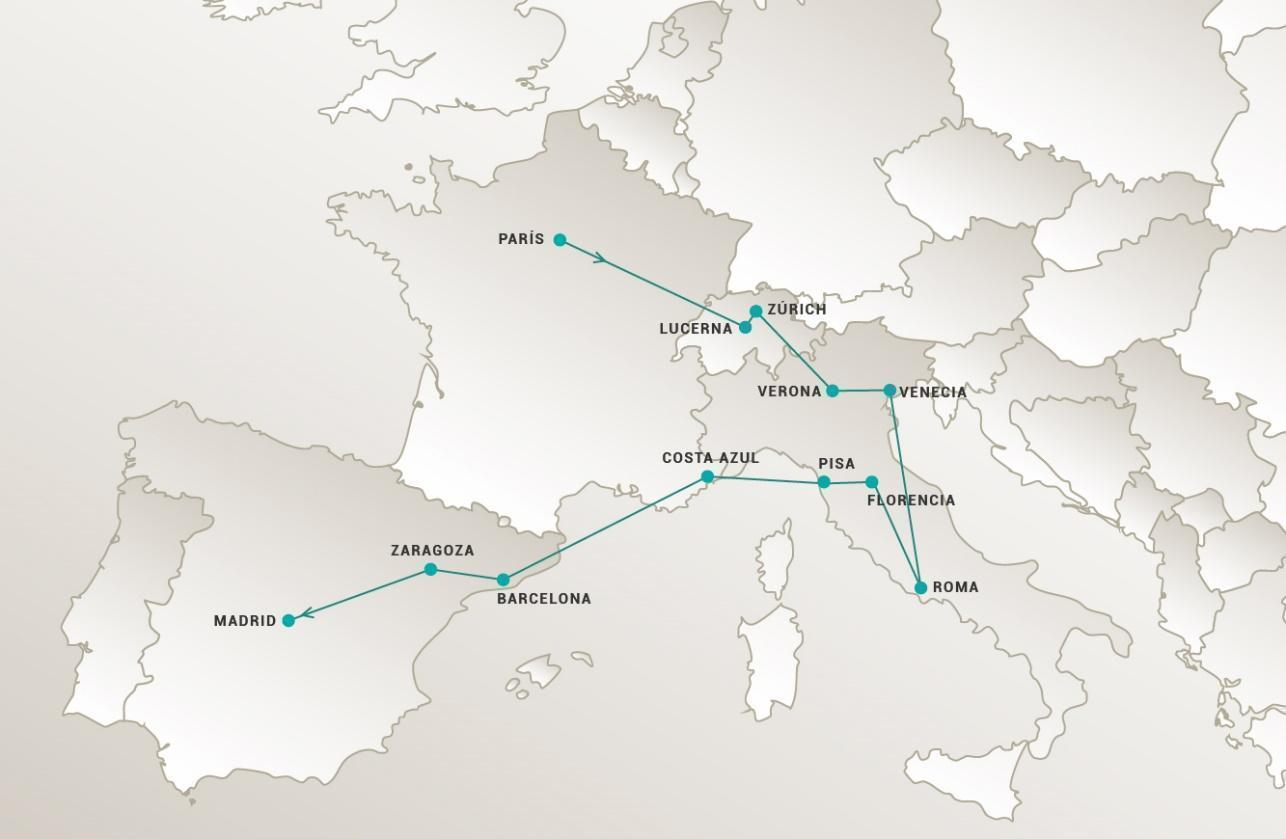 PARÍS
ZÚRICH
LUCERNA
VERONA
VENECIA
COSTA AZUL
PISA
FLORENCIA
ZARAGOZA
ROMA
BARCELONA
MADRID